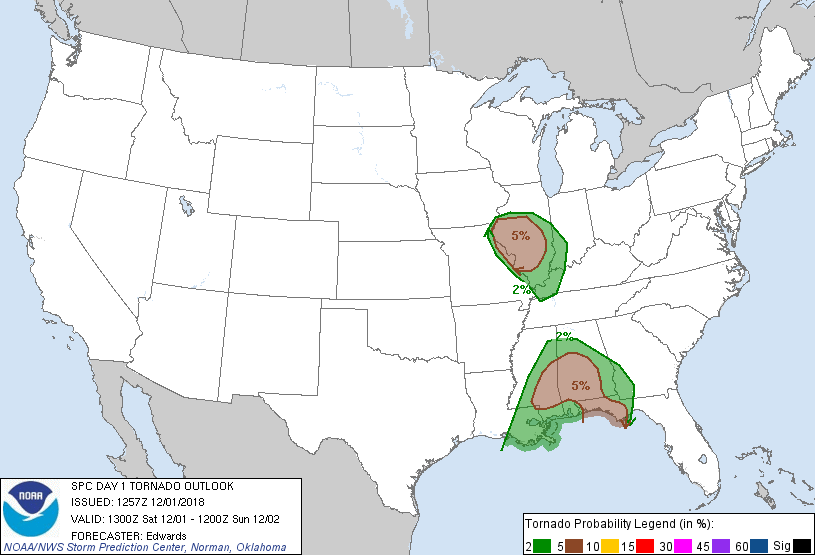 5%
2%
2%
5%
NOAA
SPC DAY 1 TORNADO OUTLOOK
ISSUED: 1257Z 12/01/2018
VALID: 1300Z Sat 12/01 - 1200Z Sun 12/02
FORECASTER: Edwards
NOAA/NWS Storm Prediction Center, Norman, Oklahoma
Tornado Probability Legend (in %):
2 5 10 15 30 45 60 Sig